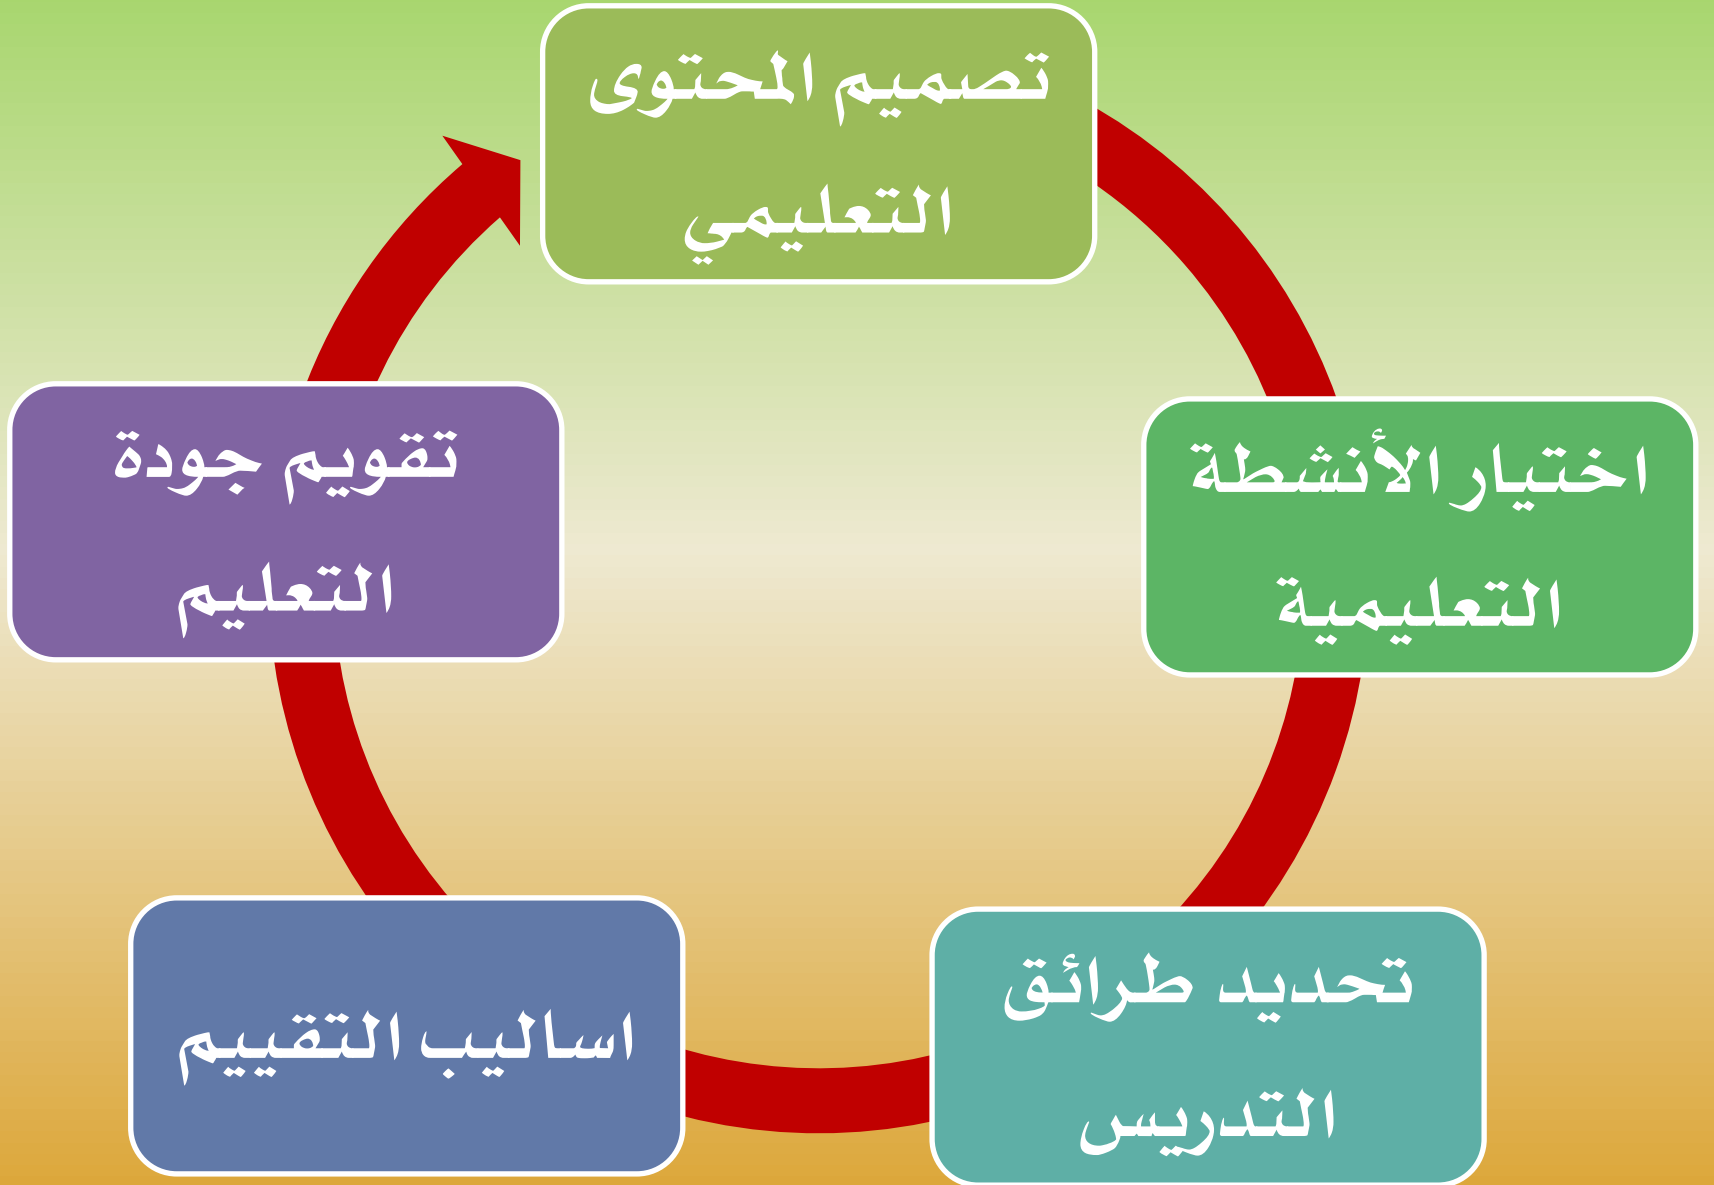 تصميم المحتوى
التعليمي
اختيار الأنشطة
التعليمية
تحديد طرائق
التدريس
اساليب التقييم
تقويم جودة
التعليم